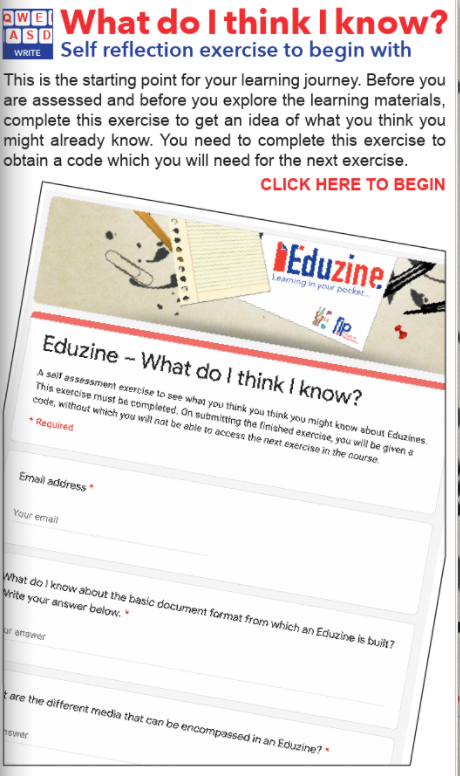 QWE
ASD
WRITE
What do I think I know?
Self reflection exercise to begin with
This is the starting point for your learning journey. Before you
are assessed and before you explore the learning materials,
complete this exercise to get an idea of what you think you
might already know. You need to complete this exercise to
obtain a code which you will need for the next exercise.
CLICK HERE TO BEGIN
Eduzine
Learning in your pocket...
fip
Eduzine – What do I think I know?
A self assessment exercise to see what you think you think you might know about Eduzines.
This exercise must be completed. On submitting the finished exercise, you will be given a
code, without which you will not be able to access the next exercise in the course.
* Required
Email address *
Your email
What do I know about the basic document format from which an Eduzine is built?
Write your answer below. *
ur answer
t are the different media that can be encompassed in an Eduzine? *
nswer